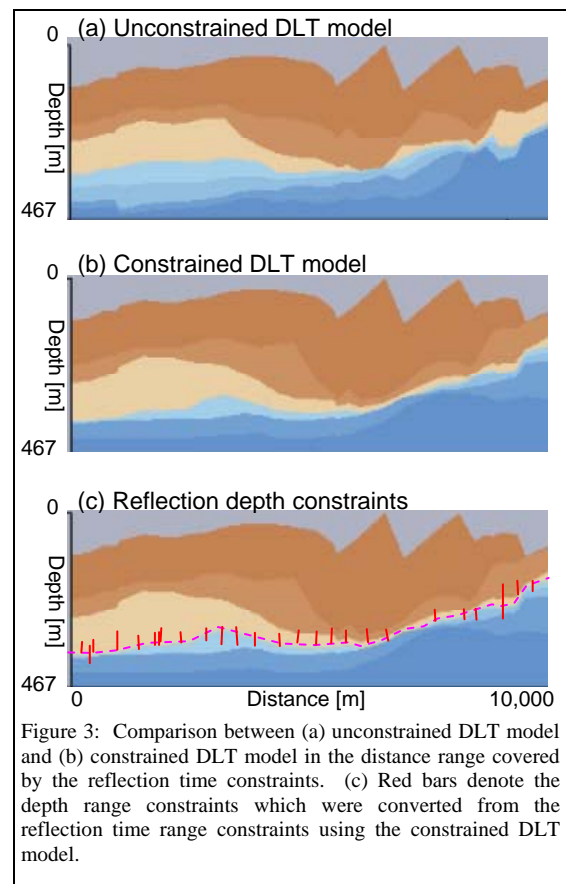 (a) Unconstrained DLT model
0
Depth [m]
467
(b) Constrained DLT model
0
Depth [m]
467
(c) Reflection depth constraints
0
Depth [m]
467
0 Distance [m] 10,000
Figure 3: Comparison between (a) unconstrained DLT model
and (b) constrained DLT model in the distance range covered
by the reflection time constraints. (c) Red bars denote the
depth range constraints which were converted from the
reflection time range constraints using the constrained DLT
model.